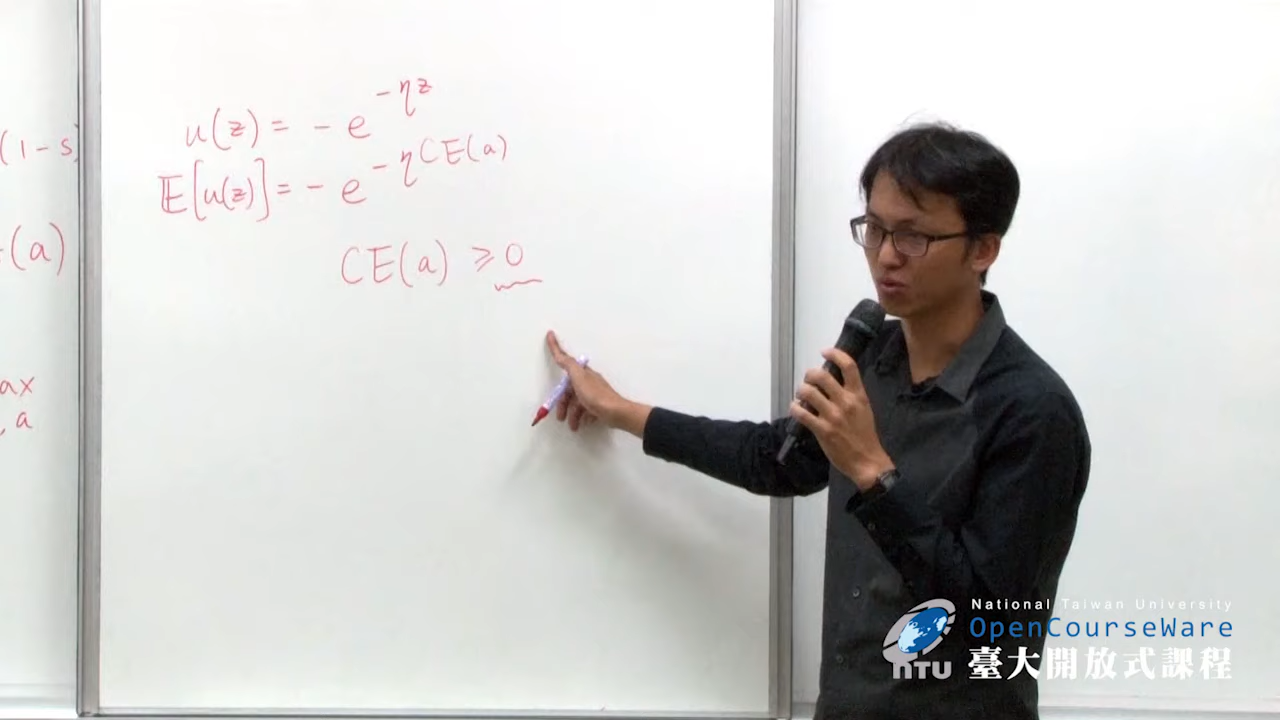 (1-s
(a)
ax
, a
u(z) = - e^{-ηz}
𝔼[u(z)] = - e^{-ηCE(a)}
CE(a) ≥ 0
National Taiwan University
OpenCourseWare
NTU 臺大開放式課程